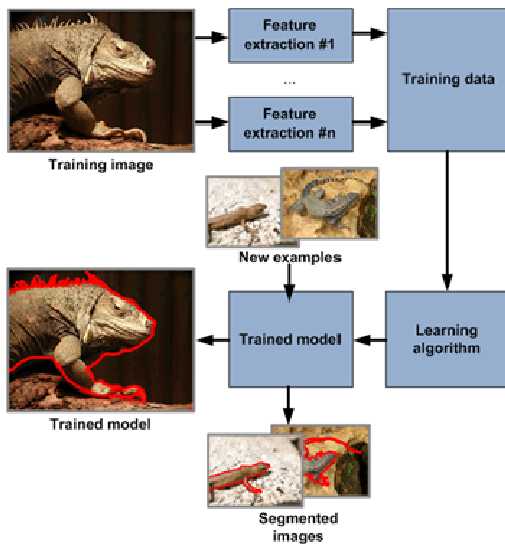 Feature
extraction #1
...
Feature
extraction #n
Training data
Training image
New examples
Trained model
Learning
algorithm
Trained model
Segmented
images